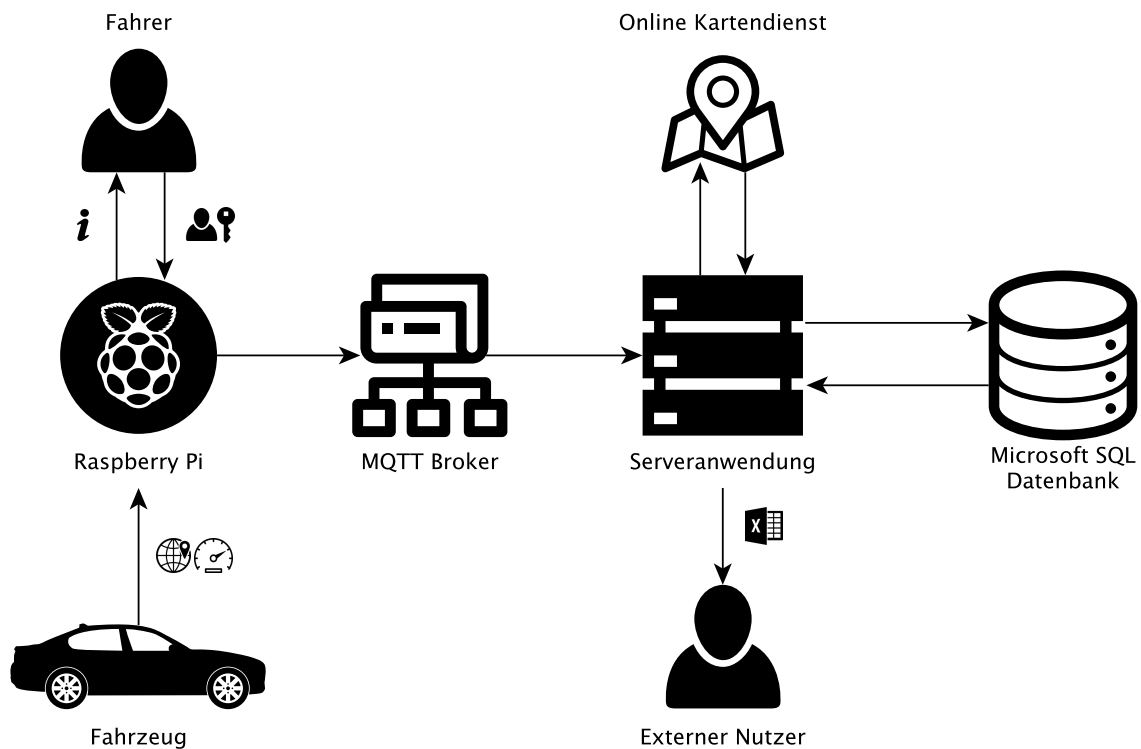 Fahrer
Online Kartendienst
i
Raspberry Pi
MQTT Broker
Serveranwendung
Microsoft SQL
Datenbank
X
Fahrzeug
Externer Nutzer